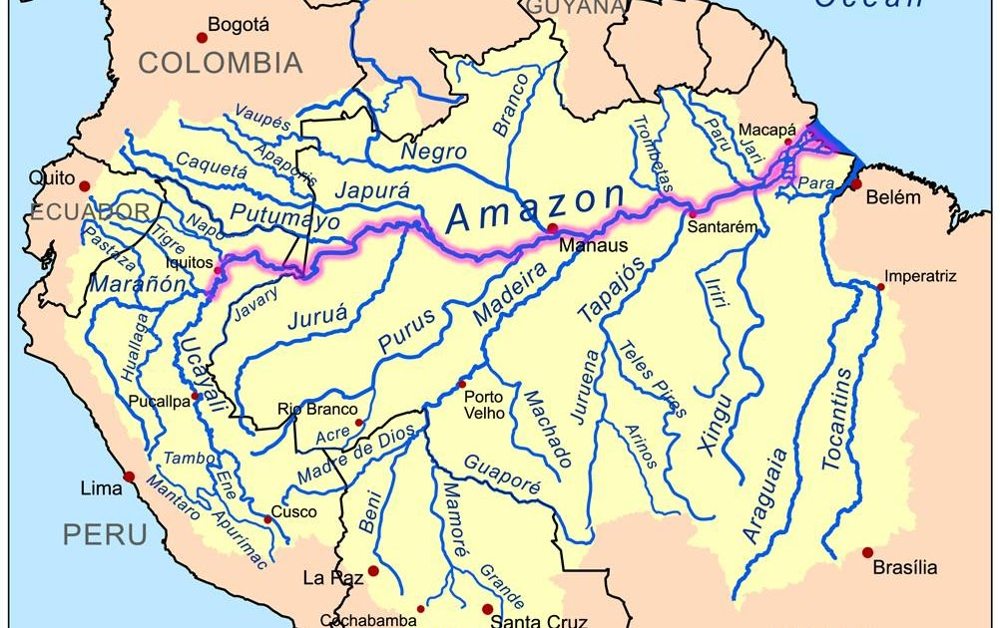 Ocean
GUYANA
Bogotá
COLOMBIA
Vaupés
Branco
Trombetas
Paru
Jari
Macapá
Apaporis
Negro
Caquetá
Japurá
Quito
ECUADOR
Putumayo
Amazon
Para
Belém
Napo
Tigre
Pastaza
Iquitos
Manaus
Santarém
Marañón
Javary
Madeira
Tapajós
Iriri
Imperatriz
Juruá
Purus
Huallaga
Ucayali
Juruena
Teles Pires
Pucallpa
Rio Branco
Porto
Velho
Machado
Xingu
Tocantins
Acre
Madre de Dios
Arinos
Araguaia
Tambo
Ene
Guaporé
Lima
Mantaro
Apurimac
Cusco
Beni
Mamoré
PERU
La Paz
Grande
Brasília
Cochabamba
Santa Cruz